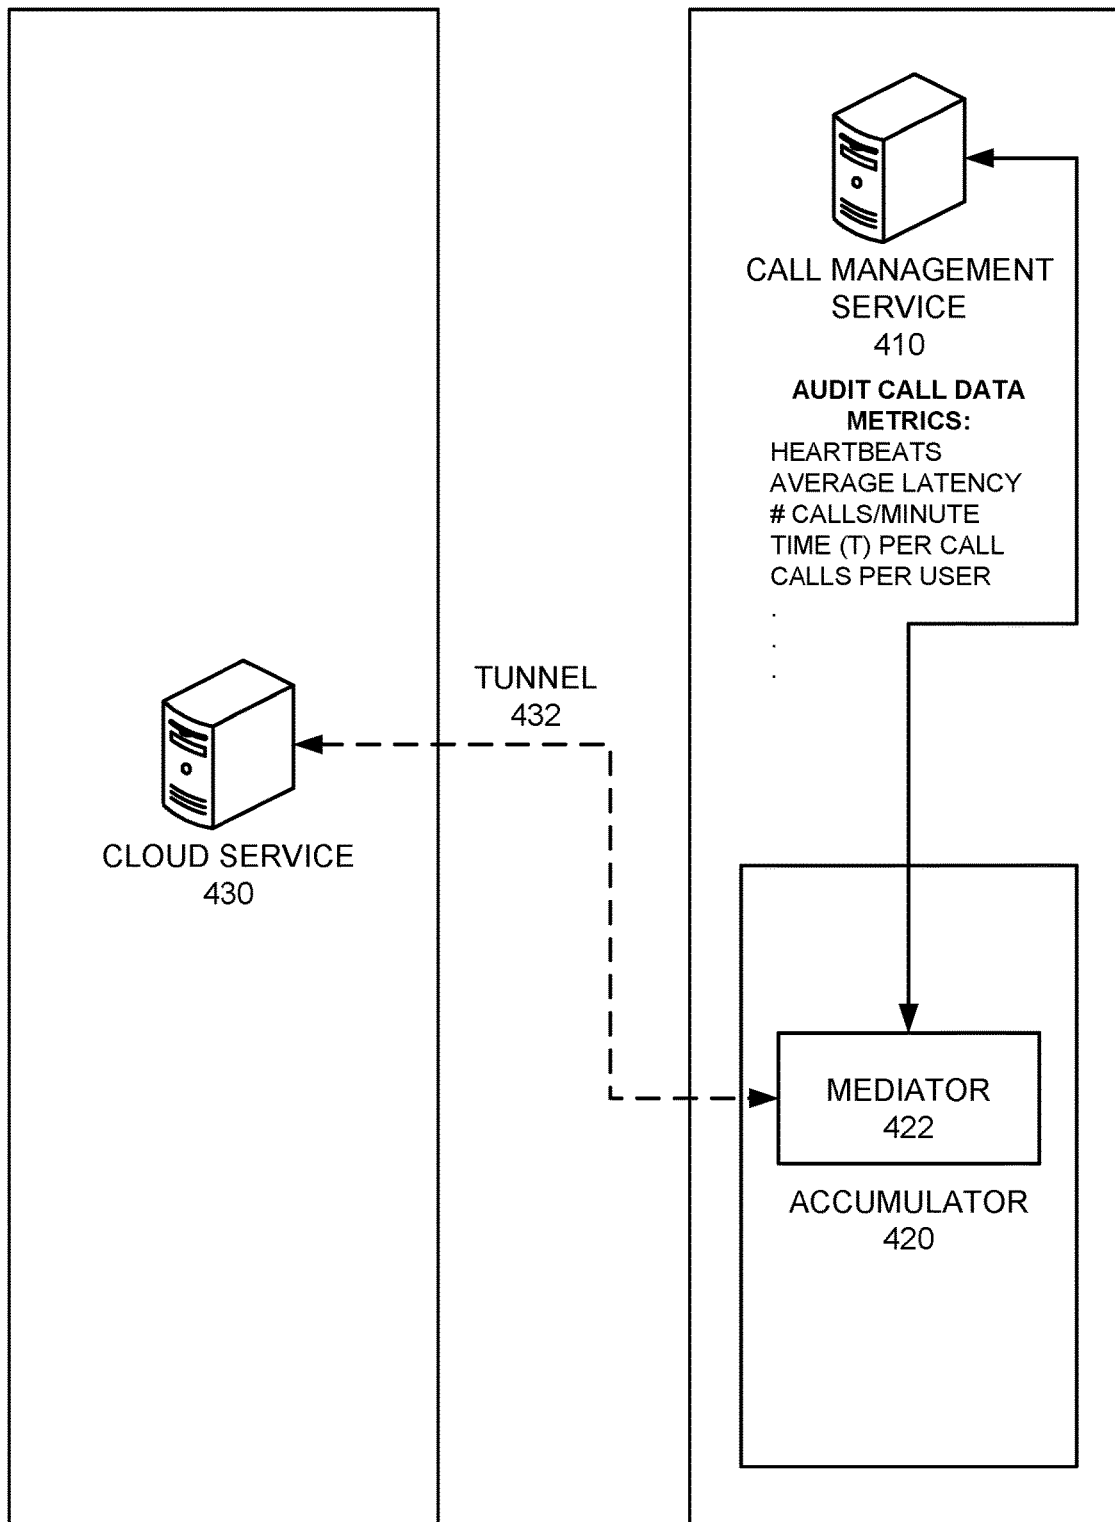 CALL MANAGEMENT
SERVICE
410
AUDIT CALL DATA
METRICS:
HEARTBEATS
AVERAGE LATENCY
# CALLS/MINUTE
TIME (T) PER CALL
CALLS PER USER
.
.
.
TUNNEL
432
CLOUD SERVICE
430
MEDIATOR
422
ACCUMULATOR
420